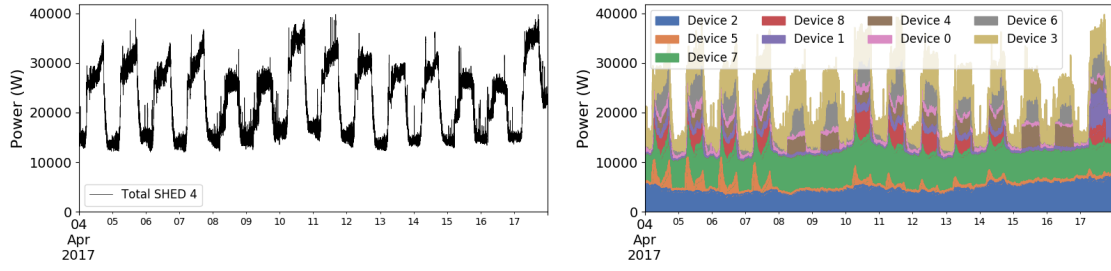 40000
30000
20000
10000
0
Power (W)
Total SHED 4
04 05 06 07 08 09 10 11 12 13 14 15 16 17
Apr
2017
40000
30000
20000
10000
0
Power (W)
Device 2 Device 8 Device 4 Device 6
Device 5 Device 1 Device 0 Device 3
Device 7
04 05 06 07 08 09 10 11 12 13 14 15 16 17
Apr
2017